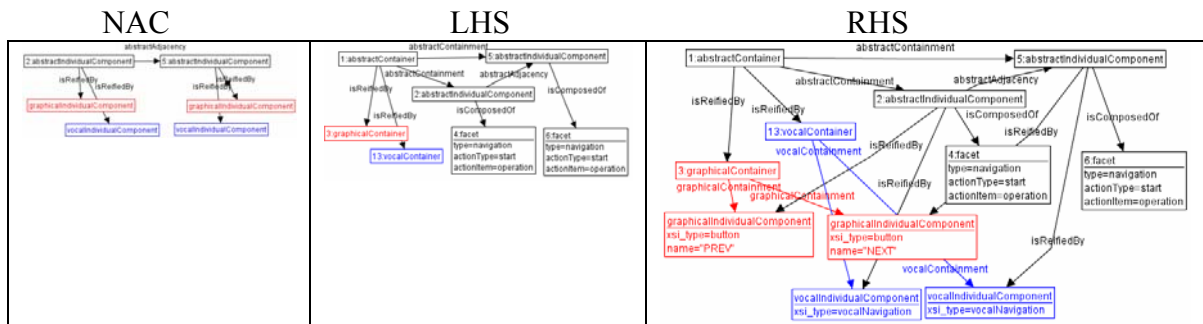 NAC
LHS
RHS
abstractAdjacency
2:abstractIndividualComponent
5:abstractIndividualComponent
isReifiedBy
isReifiedBy
isReifiedBy
isReifiedBy
graphicalIndividualComponent
graphicalIndividualComponent
vocalIndividualComponent
vocalIndividualComponent
abstractContainment
1:abstractContainer
5:abstractIndividualComponent
abstractContainment
abstractAdjacency
isReifiedBy
2:abstractIndividualComponent
isReifiedBy
isComposedOf
isComposedOf
3:graphicalContainer
13:vocalContainer
4:facet
type=navigation
actionType=start
actionItem=operation
6:facet
type=navigation
actionType=start
actionItem=operation
abstractContainment
1:abstractContainer
5:abstractIndividualComponent
abstractContainment
abstractAdjacency
isReifiedBy
2:abstractIndividualComponent
isReifiedBy
isComposedOf
isComposedOf
13:vocalContainer
isReifiedBy
isReifiedBy
vocalContainment
4:facet
type=navigation
actionType=start
actionItem=operation
6:facet
type=navigation
actionType=start
actionItem=operation
3:graphicalContainer
isReifiedBy
graphicalContainment
graphicalContainment
graphicalIndividualComponent
xsi_type=button
name="PREV"
graphicalIndividualComponent
xsi_type=button
name="NEXT"
isReifiedBy
vocalContainment
vocalIndividualComponent
xsi_type=vocalNavigation
vocalIndividualComponent
xsi_type=vocalNavigation